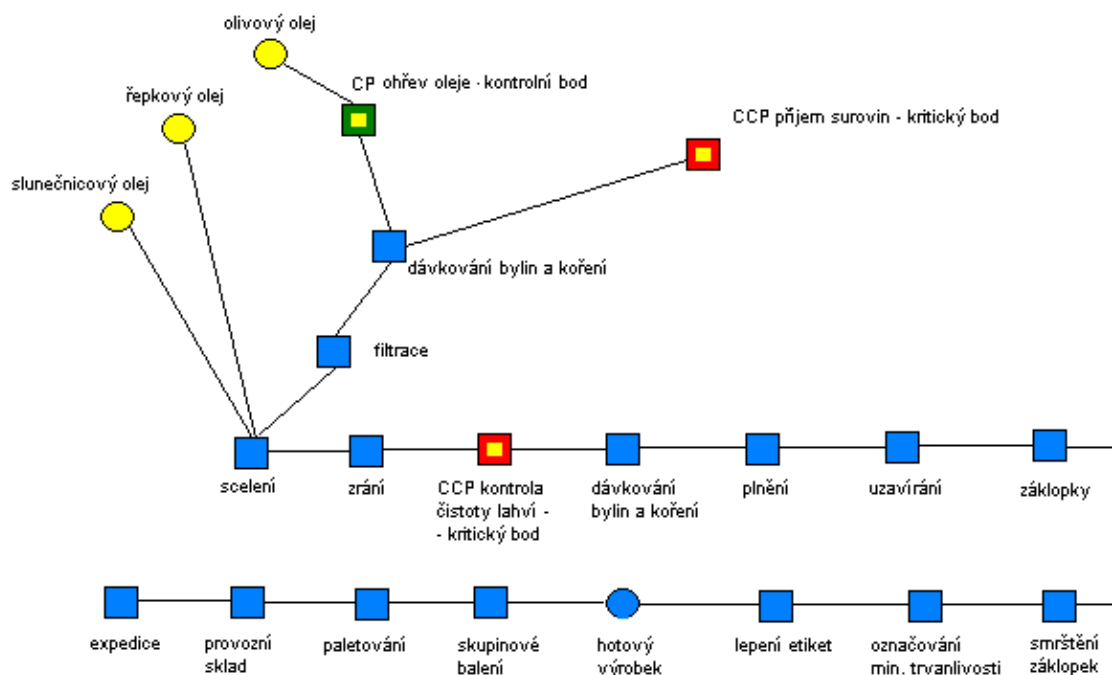 olivový olej
CP ohřev oleje - kontrolní bod
řepkový olej
CCP příjem surovin - kritický bod
slunečnicový olej
dávkování bylin a koření
filtrace
scelení
zrání
CCP kontrola
čistoty lahví -
- kritický bod
dávkování
bylin a koření
plnění
uzavírání
záklopky
expedice
provozní
sklad
paletování
skupinové
balení
hotový
výrobek
lepení etiket
označování
min. trvanlivosti
smrštění
záklopek